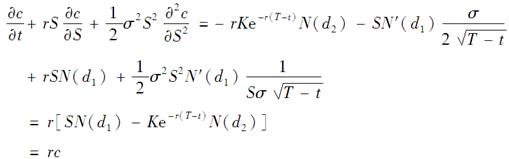 ∂c/∂t + rS ∂c/∂S + 1/2 σ²S² ∂²c/∂S² = − rKe^{−r(T−t)}N(d₂) − SN′(d₁) σ/(2√(T − t))
+ rSN(d₁) + 1/2 σ²S²N′(d₁) 1/(Sσ√(T − t))
= r[SN(d₁) − Ke^{−r(T−t)}N(d₂)]
= rc